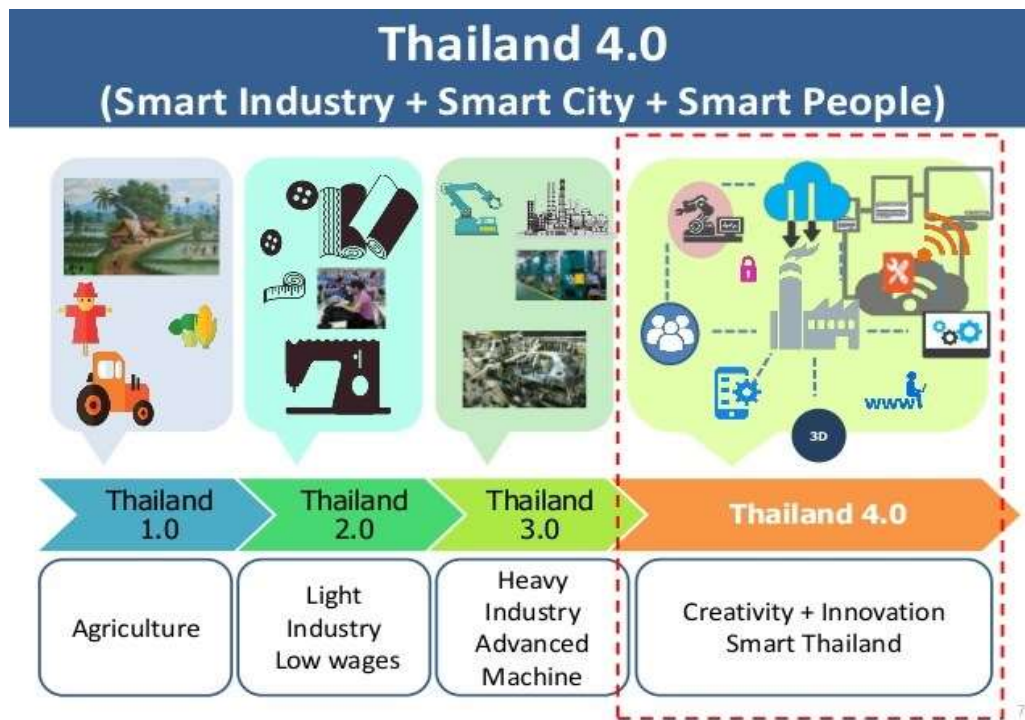 Thailand 4.0
(Smart Industry + Smart City + Smart People)
3D
www
Thailand
1.0
Thailand
2.0
Thailand
3.0
Thailand 4.0
Agriculture
Light
Industry
Low wages
Heavy
Industry
Advanced
Machine
Creativity + Innovation
Smart Thailand
7